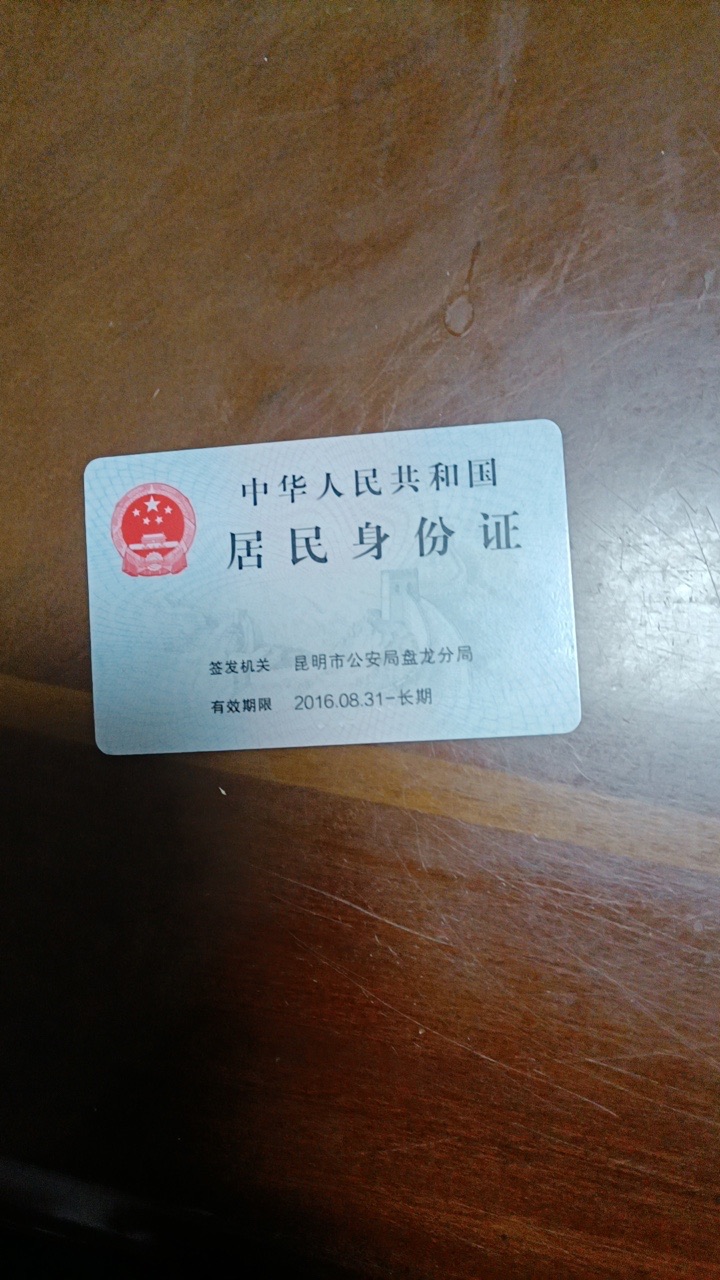 中华人民共和国
居民身份证
签发机关 昆明市公安局盘龙分局
有效期限 2016.08.31-长期